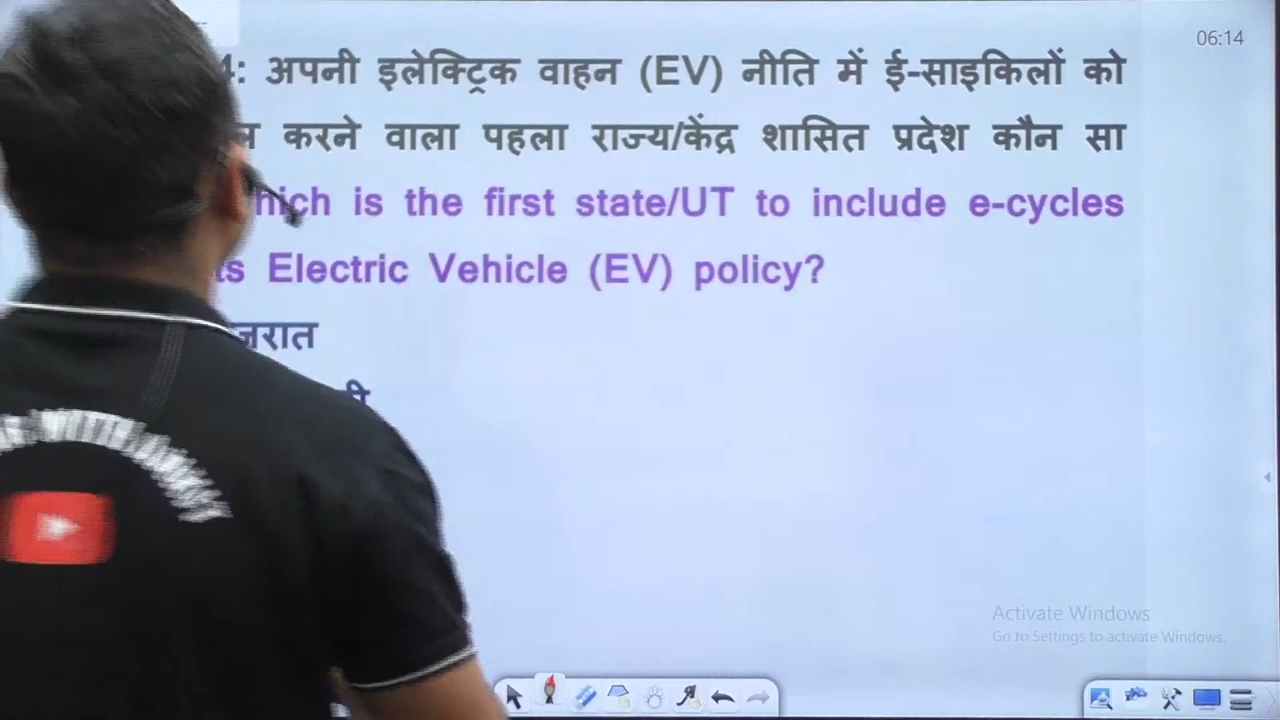 06:14
4: अपनी इलेक्ट्रिक वाहन (EV) नीति में ई-साइकिलों को
करने वाला पहला राज्य/केंद्र शासित प्रदेश कौन सा
hich is the first state/UT to include e-cycles
ts Electric Vehicle (EV) policy?
जरात
WITH
Activate Windows
Go to Settings to activate Windows.